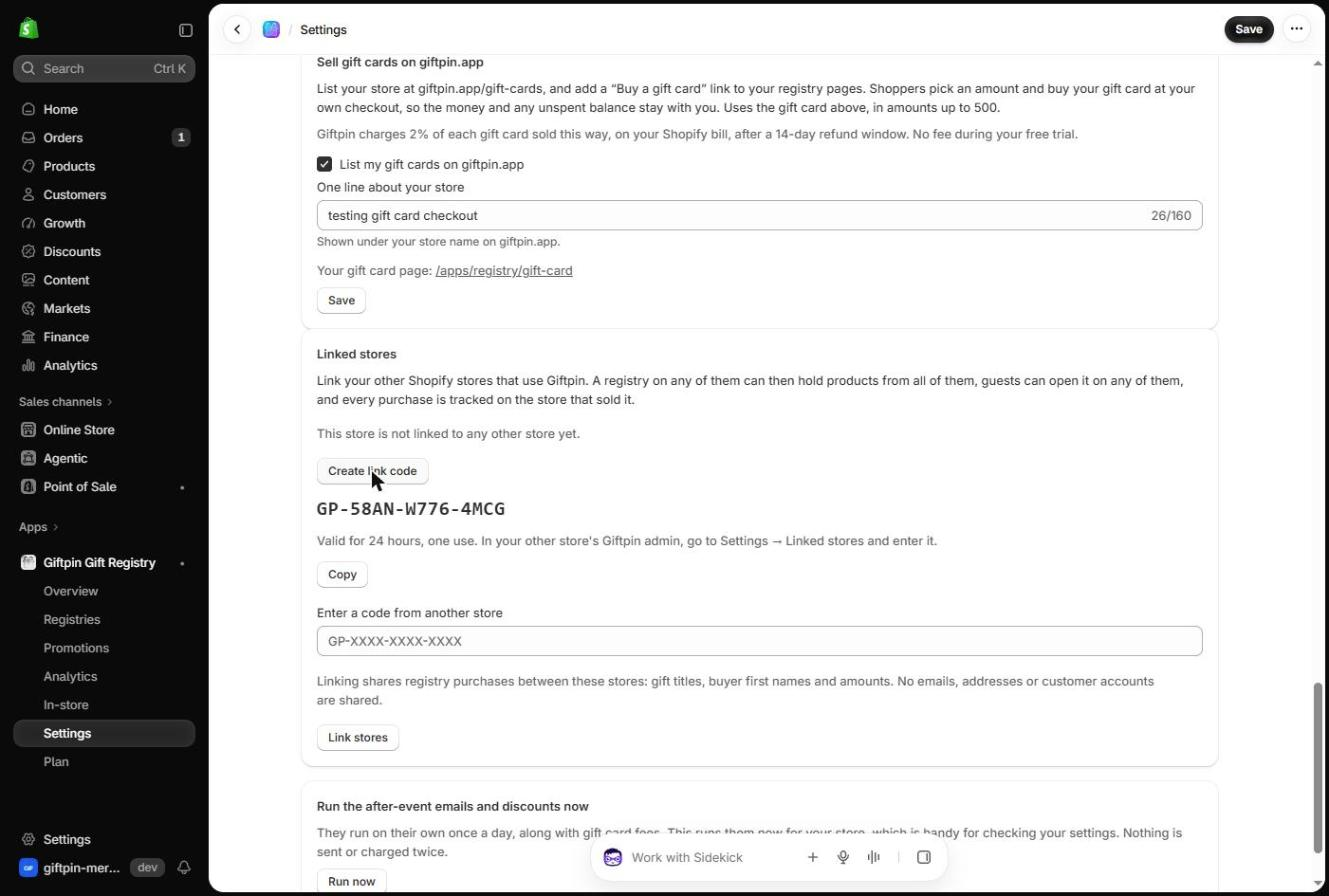 Settings
Save
Search Ctrl K
Home
Orders 1
Products
Customers
Growth
Discounts
Content
Markets
Finance
Analytics
Sales channels
Online Store
Agentic
Point of Sale
Apps
Giftpin Gift Registry
Overview
Registries
Promotions
Analytics
In-store
Settings
Plan
Settings
giftpin-mer... dev
Sell gift cards on giftpin.app
List your store at giftpin.app/gift-cards, and add a “Buy a gift card” link to your registry pages. Shoppers pick an amount and buy your gift card at your
own checkout, so the money and any unspent balance stay with you. Uses the gift card above, in amounts up to 500.
Giftpin charges 2% of each gift card sold this way, on your Shopify bill, after a 14-day refund window. No fee during your free trial.
List my gift cards on giftpin.app
One line about your store
testing gift card checkout 26/160
Shown under your store name on giftpin.app.
Your gift card page: /apps/registry/gift-card
Save
Linked stores
Link your other Shopify stores that use Giftpin. A registry on any of them can then hold products from all of them, guests can open it on any of them,
and every purchase is tracked on the store that sold it.
This store is not linked to any other store yet.
Create link code
GP-58AN-W776-4MCG
Valid for 24 hours, one use. In your other store's Giftpin admin, go to Settings → Linked stores and enter it.
Copy
Enter a code from another store
GP-XXXX-XXXX-XXXX
Linking shares registry purchases between these stores: gift titles, buyer first names and amounts. No emails, addresses or customer accounts
are shared.
Link stores
Run the after-event emails and discounts now
They run on their own once a day, along with gift card fees. This runs them now for your store, which is handy for checking your settings. Nothing is
sent or charged twice.
Run now
Work with Sidekick